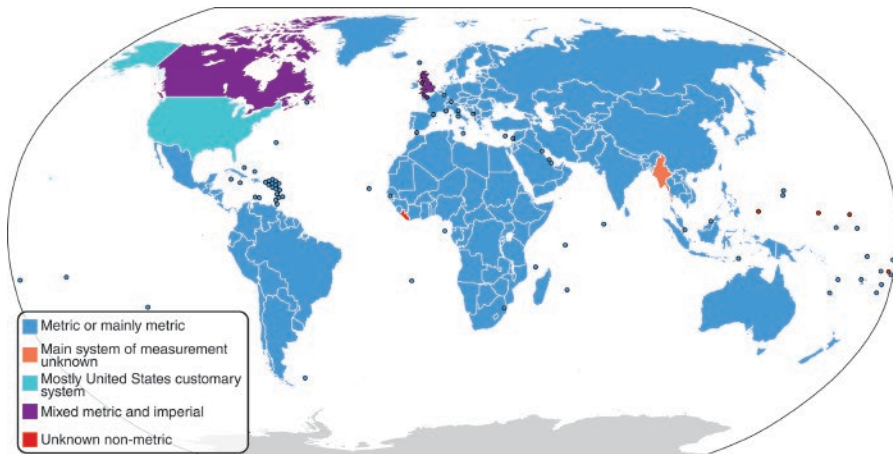 Metric or mainly metric
Main system of measurement
unknown
Mostly United States customary
system
Mixed metric and imperial
Unknown non-metric